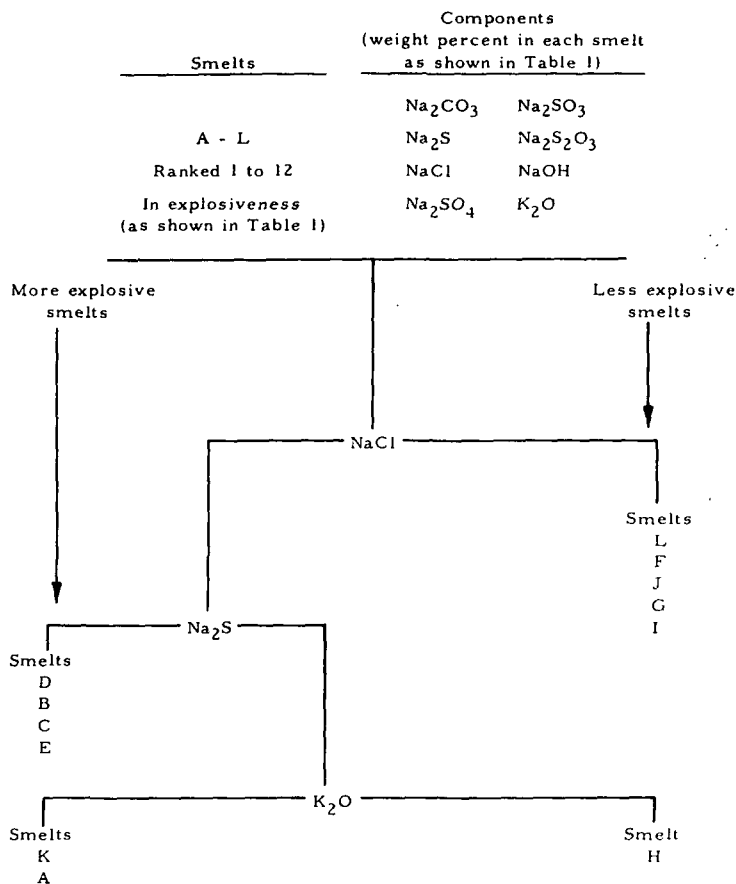 Smelts
Components
(weight percent in each smelt
as shown in Table 1)
A - L
Ranked 1 to 12
In explosiveness
(as shown in Table 1)
Na₂CO₃ Na₂SO₃
Na₂S Na₂S₂O₃
NaCl NaOH
Na₂SO₄ K₂O
More explosive
smelts
Less explosive
smelts
NaCl
Smelts
L
F
J
G
I
Na₂S
Smelts
D
B
C
E
K₂O
Smelts
K
A
Smelt
H